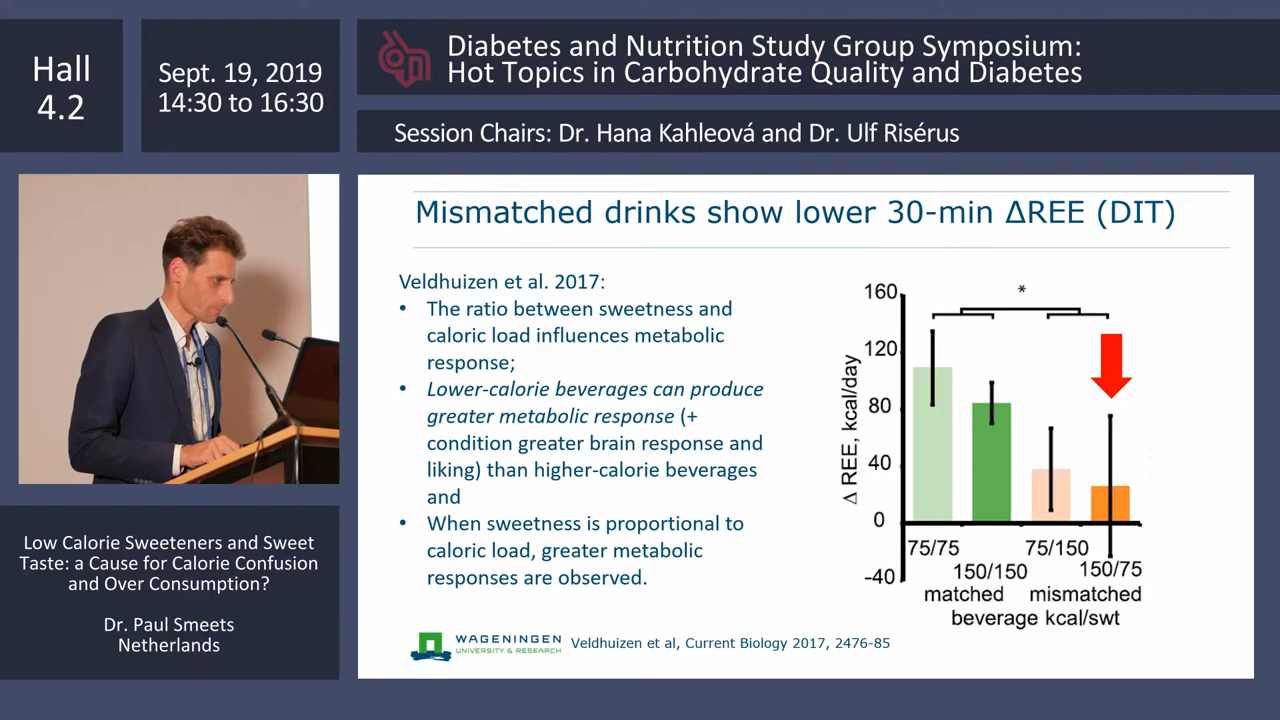 Hall
4.2
Sept. 19, 2019
14:30 to 16:30
Diabetes and Nutrition Study Group Symposium:
Hot Topics in Carbohydrate Quality and Diabetes
Session Chairs: Dr. Hana Kahleová and Dr. Ulf Risérus
Mismatched drinks show lower 30-min ΔREE (DIT)
Veldhuizen et al. 2017:
• The ratio between sweetness and
caloric load influences metabolic
response;
• Lower-calorie beverages can produce
greater metabolic response (+
condition greater brain response and
liking) than higher-calorie beverages
and
• When sweetness is proportional to
caloric load, greater metabolic
responses are observed.
Δ REE, kcal/day
160
120
80
40
0
-40
*
75/75
75/150
150/150
150/75
matched
mismatched
beverage kcal/swt
WAGENINGEN
UNIVERSITY & RESEARCH
Veldhuizen et al, Current Biology 2017, 2476-85
Low Calorie Sweeteners and Sweet
Taste: a Cause for Calorie Confusion
and Over Consumption?
Dr. Paul Smeets
Netherlands